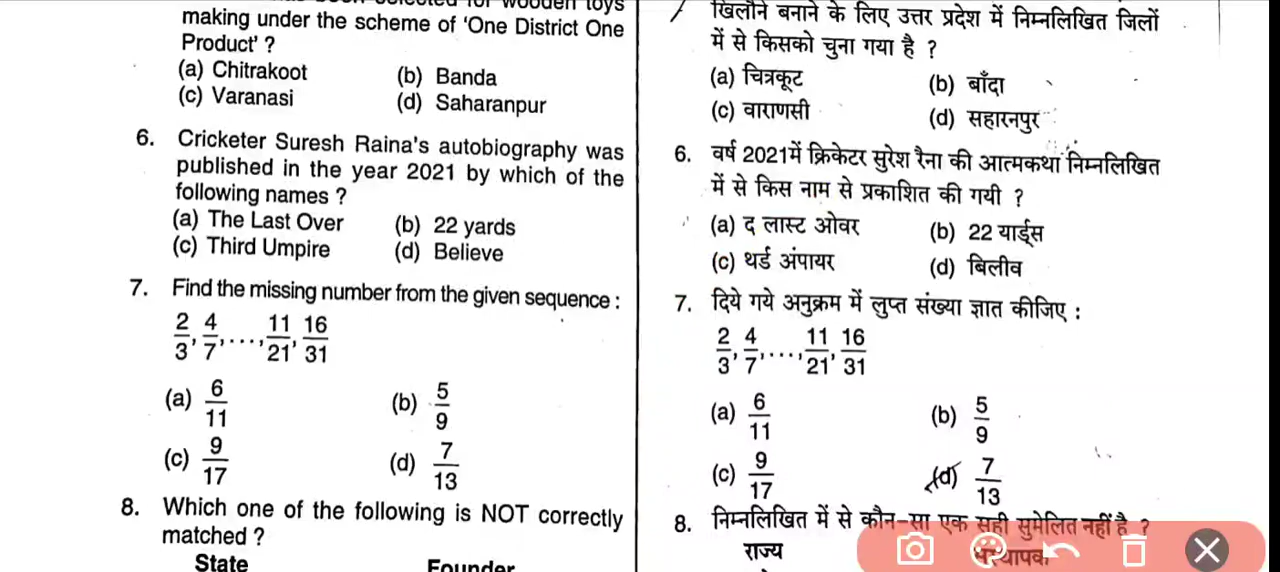 wooden toys
making under the scheme of 'One District One
Product' ?
(a) Chitrakoot (b) Banda
(c) Varanasi (d) Saharanpur
6. Cricketer Suresh Raina's autobiography was
published in the year 2021 by which of the
following names ?
(a) The Last Over (b) 22 yards
(c) Third Umpire (d) Believe
7. Find the missing number from the given sequence :
2/3, 4/7, ...., 11/21, 16/31
(a) 6/11 (b) 5/9
(c) 9/17 (d) 7/13
8. Which one of the following is NOT correctly
matched ?
State Founder
खिलौने बनाने के लिए उत्तर प्रदेश में निम्नलिखित जिलों
में से किसको चुना गया है ?
(a) चित्रकूट (b) बाँदा
(c) वाराणसी (d) सहारनपुर
6. वर्ष 2021में क्रिकेटर सुरेश रैना की आत्मकथा निम्नलिखित
में से किस नाम से प्रकाशित की गयी ?
(a) द लास्ट ओवर (b) 22 यार्ड्स
(c) थर्ड अंपायर (d) बिलीव
7. दिये गये अनुक्रम में लुप्त संख्या ज्ञात कीजिए :
2/3, 4/7, ...., 11/21, 16/31
(a) 6/11 (b) 5/9
(c) 9/17 (d) 7/13
8. निम्नलिखित में से कौन-सा एक सही सुमेलित नहीं है ?
राज्य